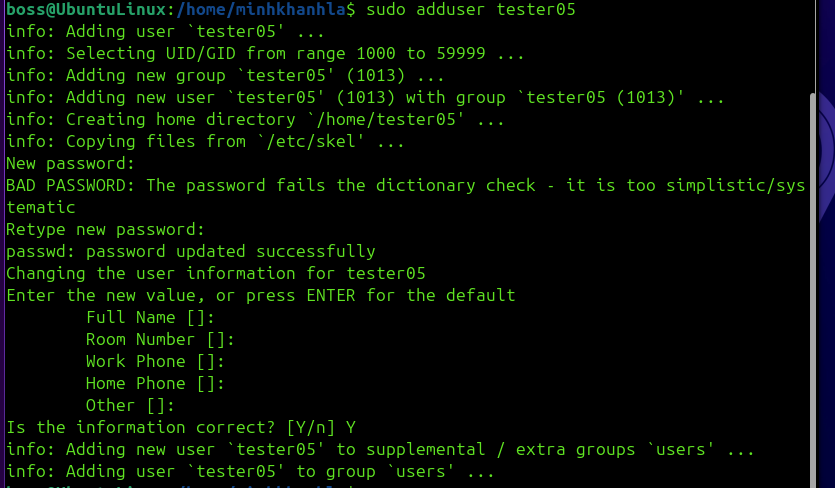 boss@UbuntuLinux:/home/minhkhanhla$ sudo adduser tester05
info: Adding user `tester05' ...
info: Selecting UID/GID from range 1000 to 59999 ...
info: Adding new group `tester05' (1013) ...
info: Adding new user `tester05' (1013) with group `tester05 (1013)' ...
info: Creating home directory `/home/tester05' ...
info: Copying files from `/etc/skel' ...
New password:
BAD PASSWORD: The password fails the dictionary check - it is too simplistic/sys
tematic
Retype new password:
passwd: password updated successfully
Changing the user information for tester05
Enter the new value, or press ENTER for the default
Full Name []:
Room Number []:
Work Phone []:
Home Phone []:
Other []:
Is the information correct? [Y/n] Y
info: Adding new user `tester05' to supplemental / extra groups `users' ...
info: Adding user `tester05' to group `users' ...